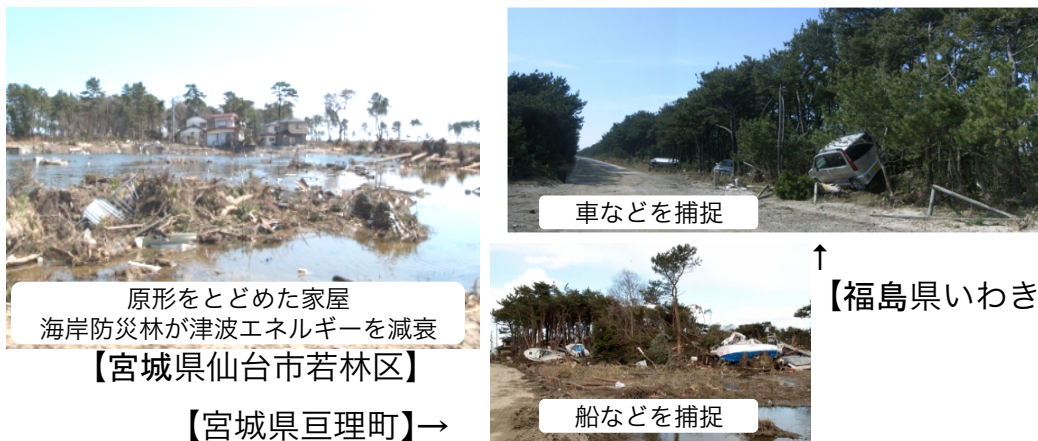 原形をとどめた家屋
海岸防災林が津波エネルギーを減衰
【宮城県仙台市若林区】
車などを捕捉
↑
【福島県いわき
【宮城県亘理町】→
船などを捕捉